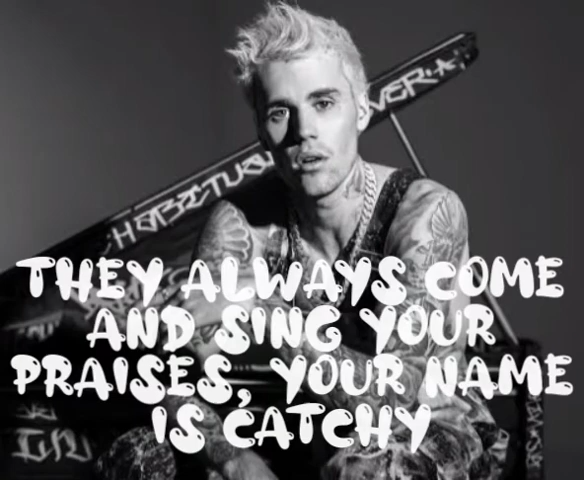 THEY ALWAYS COME
AND SING YOUR
PRAISES, YOUR NAME
IS CATCHY